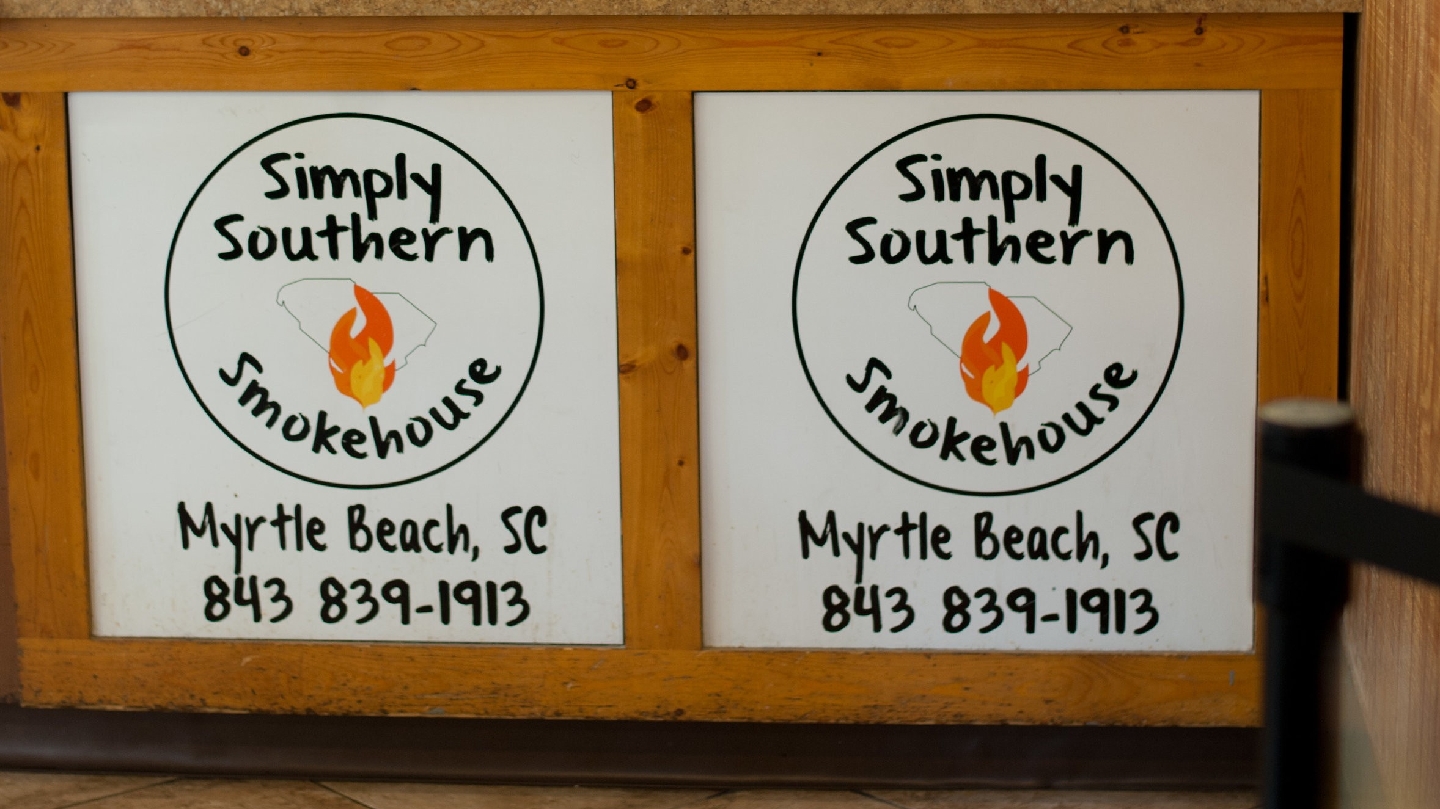 Simply
Southern
Smokehouse
Myrtle Beach, SC
843 839-1913
Simply
Southern
Smokehouse
Myrtle Beach, SC
843 839-1913